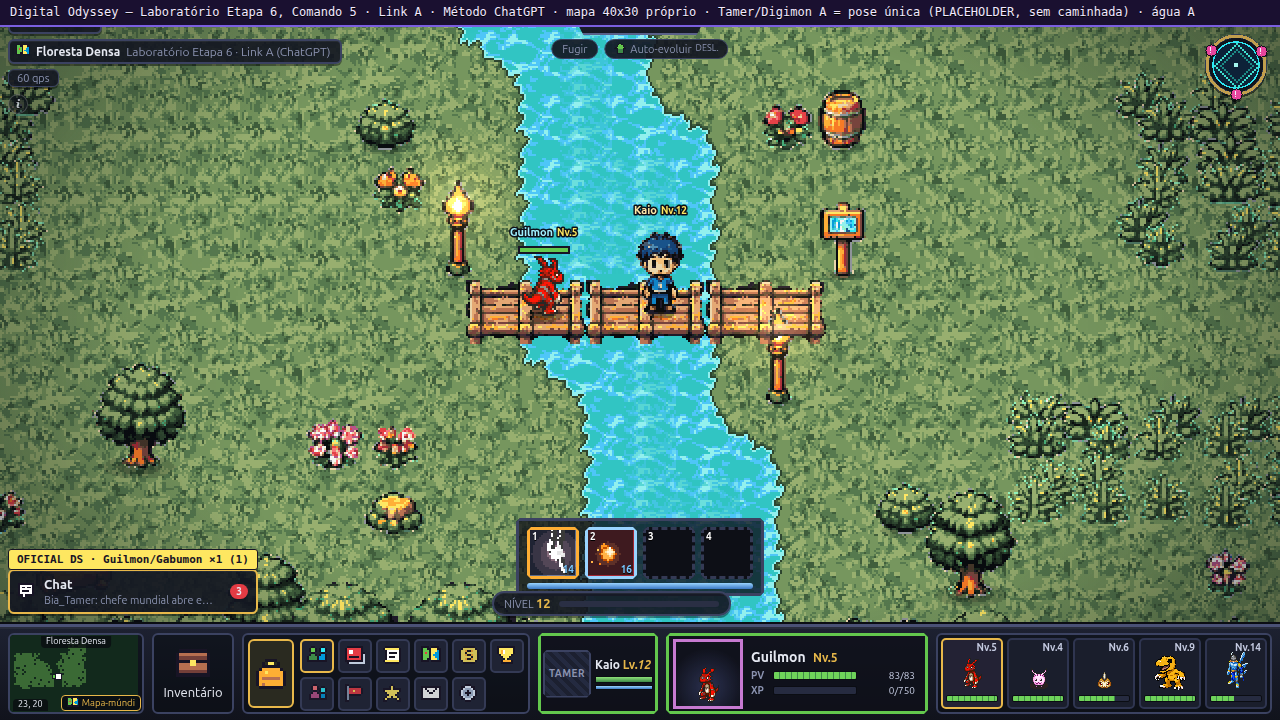 Digital Odyssey — Laboratório Etapa 6, Comando 5 · Link A · Método ChatGPT · mapa 40x30 próprio · Tamer/Digimon A = pose única (PLACEHOLDER, sem caminhada) · água A
Floresta Densa Laboratório Etapa 6 · Link A (ChatGPT)
Fugir
Auto-evoluir DESL.
60 qps
i
Kaio Nv.12
Guilmon Nv.5
OFICIAL DS · Guilmon/Gabumon ×1 (1)
Chat
Bia_Tamer: chefe mundial abre e...
3
1
14
2
16
3
4
NÍVEL 12
Floresta Densa
23, 20
Mapa-múndi
Inventário
TAMER
Kaio Lv.12
Guilmon Nv.5
PV 83/83
XP 0/750
Nv.5
Nv.4
Nv.6
Nv.9
Nv.14